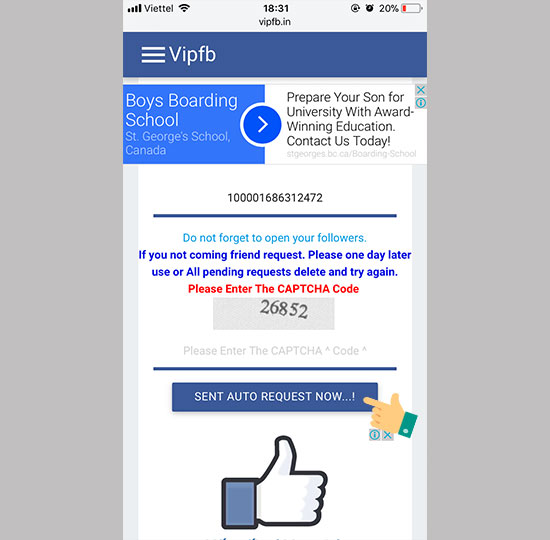 Viettel 18:31 20%
vipfb.in
Vipfb
Boys Boarding
School
St. George's School,
Canada
Prepare Your Son for
University With Award-
Winning Education.
Contact Us Today!
stgeorges.bc.ca/Boarding-School
100001686312472
Do not forget to open your followers.
If you not coming friend request. Please one day later
use or All pending requests delete and try again.
Please Enter The CAPTCHA Code
26852
Please Enter The CAPTCHA ^ Code ^
SENT AUTO REQUEST NOW...!